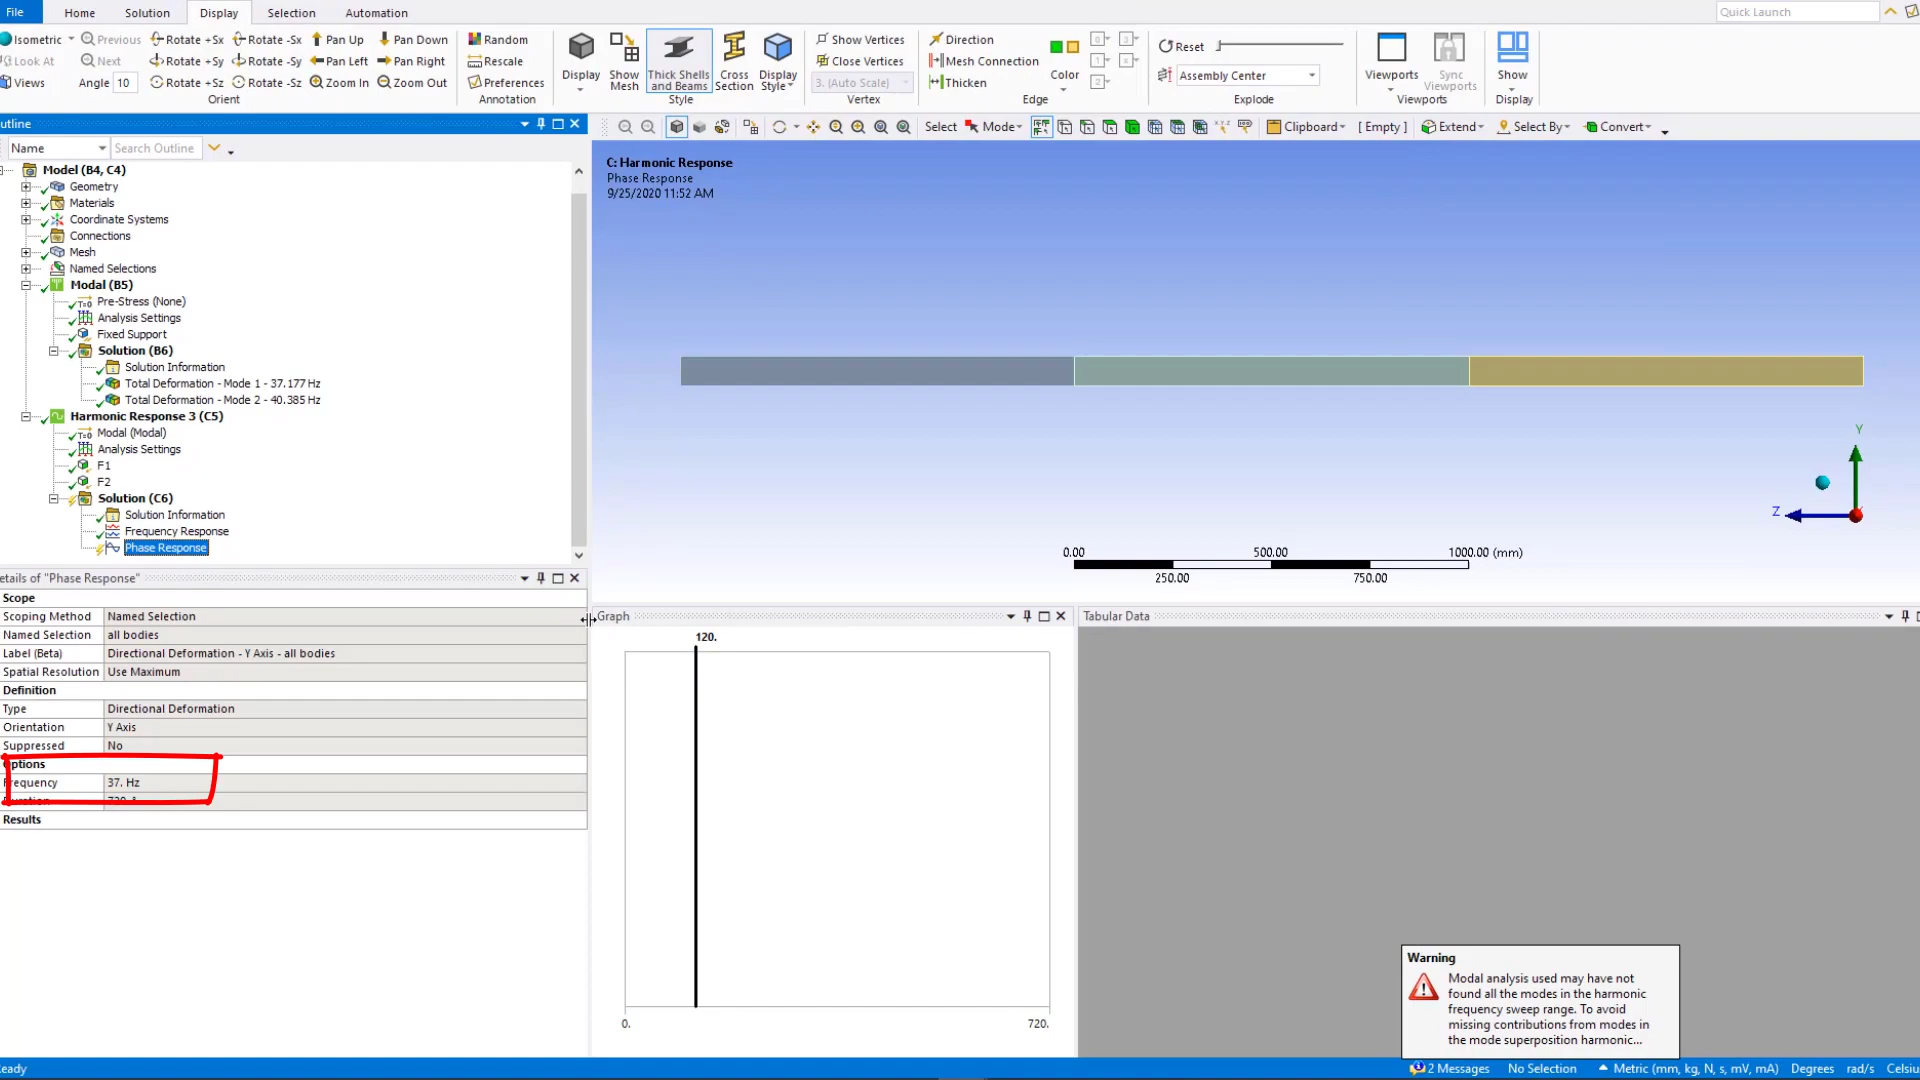 File Home Solution Display Selection Automation Quick Launch
Isometric Previous Rotate +Sx Rotate -Sx Pan Up Pan Down Random Show Vertices Direction Reset
Look At Next Rotate +Sy Rotate -Sy Pan Left Pan Right Rescale Close Vertices Mesh Connection
Views Angle 10 Rotate +Sz Rotate -Sz Zoom In Zoom Out Preferences 3. (Auto Scale) Thicken Assembly Center
Display Show Mesh Thick Shells and Beams Cross Section Display Style Color Viewports Sync Viewports Show
Orient Annotation Style Vertex Edge Explode Viewports Display
utline
Select Mode Clipboard [ Empty ] Extend Select By Convert
Name Search Outline
Model (B4, C4)
Geometry
Materials
Coordinate Systems
Connections
Mesh
Named Selections
Modal (B5)
Pre-Stress (None)
Analysis Settings
Fixed Support
Solution (B6)
Solution Information
Total Deformation - Mode 1 - 37.177 Hz
Total Deformation - Mode 2 - 40.385 Hz
Harmonic Response 3 (C5)
Modal (Modal)
Analysis Settings
F1
F2
Solution (C6)
Solution Information
Frequency Response
Phase Response
C: Harmonic Response
Phase Response
9/25/2020 11:52 AM
Y
Z
0.00 500.00 1000.00 (mm)
250.00 750.00
etails of "Phase Response"
Scope
Scoping Method Named Selection
Named Selection all bodies
Label (Beta) Directional Deformation - Y Axis - all bodies
Spatial Resolution Use Maximum
Definition
Type Directional Deformation
Orientation Y Axis
Suppressed No
Options
Frequency 37. Hz
Duration 720. °
Results
Graph
120.
0. 720.
Tabular Data
Warning
Modal analysis used may have not
found all the modes in the harmonic
frequency sweep range. To avoid
missing contributions from modes in
the mode superposition harmonic...
eady 2 Messages No Selection Metric (mm, kg, N, s, mV, mA) Degrees rad/s Celsiu